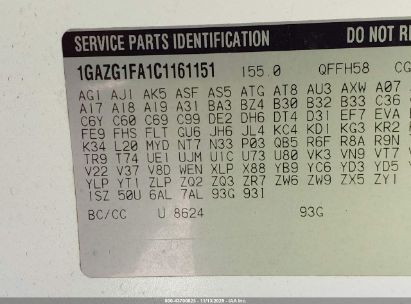 SERVICE PARTS IDENTIFICATION DO NOT RE
1GAZG1FA1C1161151 155.0 QFFH58 CG
AG1 AJ1 AK5 ASF AS5 ATG AT8 AU3 AXW A07
A17 A18 A19 A31 BA3 BZ4 B30 B32 B33 C36
C6Y C60 C69 C99 DE2 DH6 DT4 D31 EF7 EVA
FE9 FHS FLT GU6 JH6 JL4 KC4 KD1 KG3 KR2
K34 L20 MYD NT7 N33 P03 QB5 R6F R8A R9N
TR9 T74 UE1 UJM U1C U73 U80 VK3 VN9 VT7
V22 V37 V8D WEN XLP X88 YB9 YC6 YD3 YD5
YLP YT1 ZLP ZQ2 ZQ3 ZR7 ZW6 ZW9 ZX5 ZY1
1SZ 50U 6AL 7AL 93G 93I
BC/CC U 8624 93G